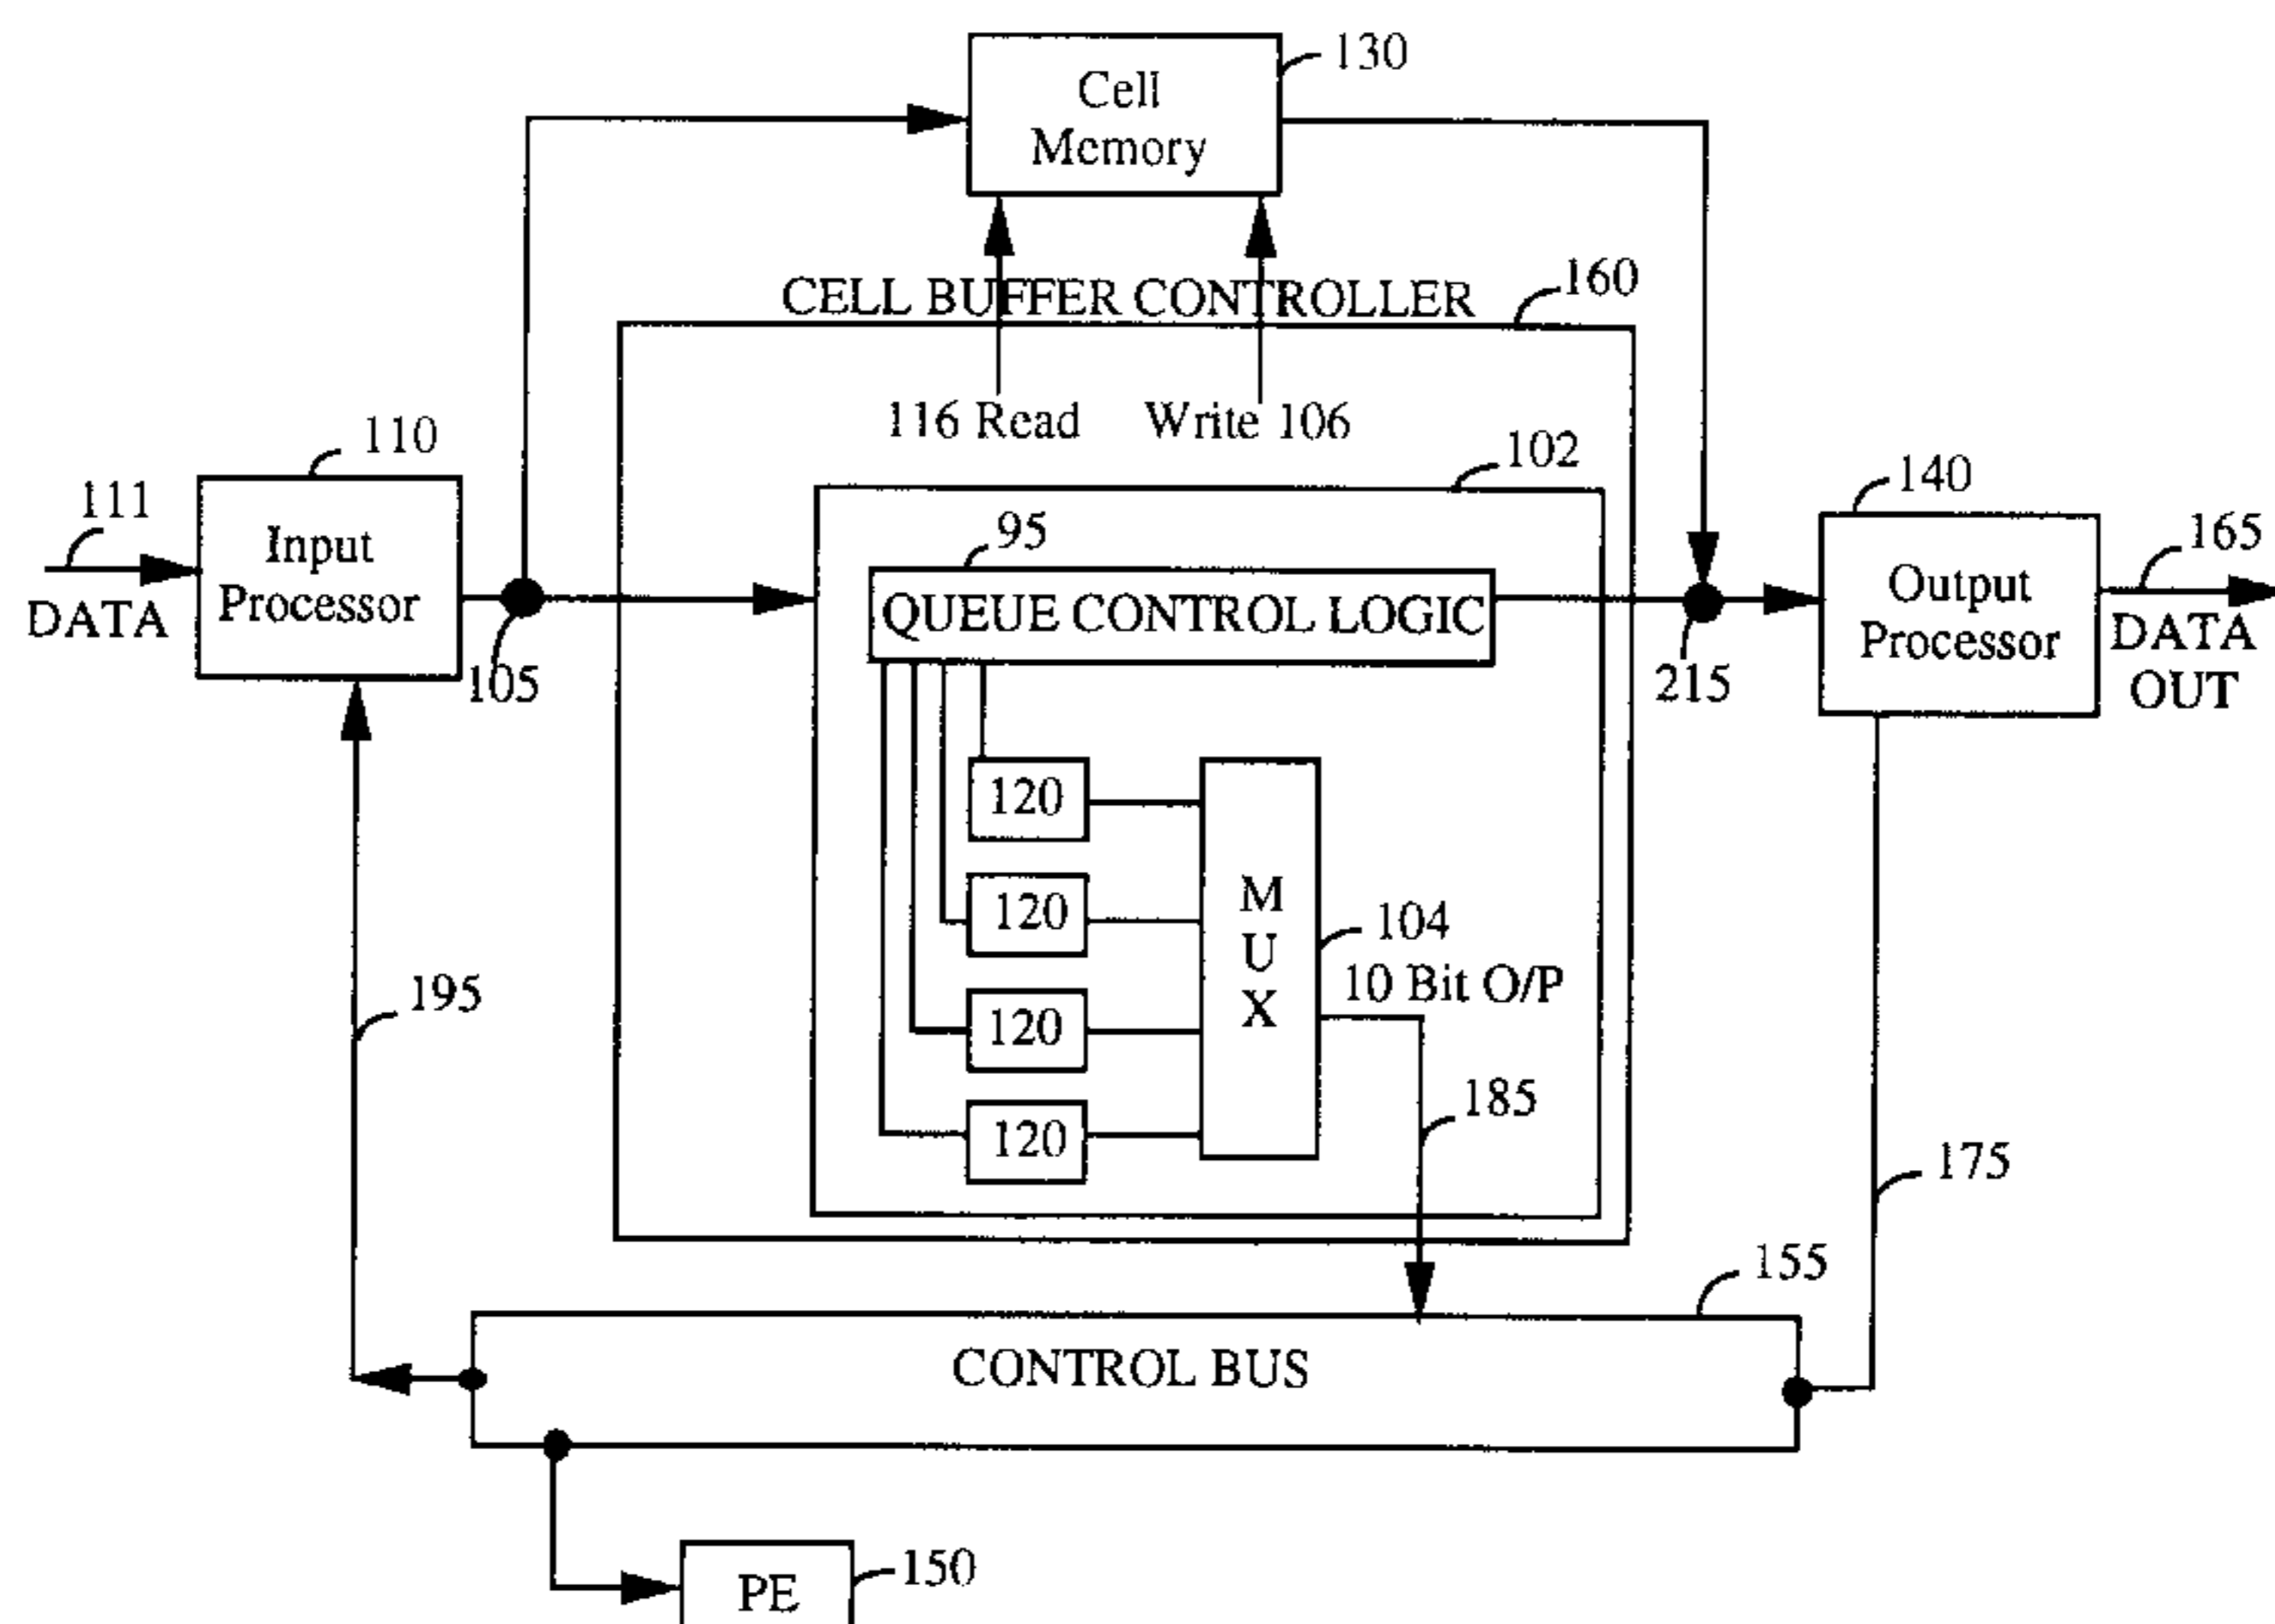 130
Cell
Memory
160
CELL BUFFER CONTROLLER
116 Read
Write 106
110
102
140
111
95
165
Input
Processor
DATA
QUEUE CONTROL LOGIC
Output
Processor
DATA
OUT
105
215
120
120
120
120
M
U
X
104
10 Bit O/P
195
185
175
155
CONTROL BUS
PE
150